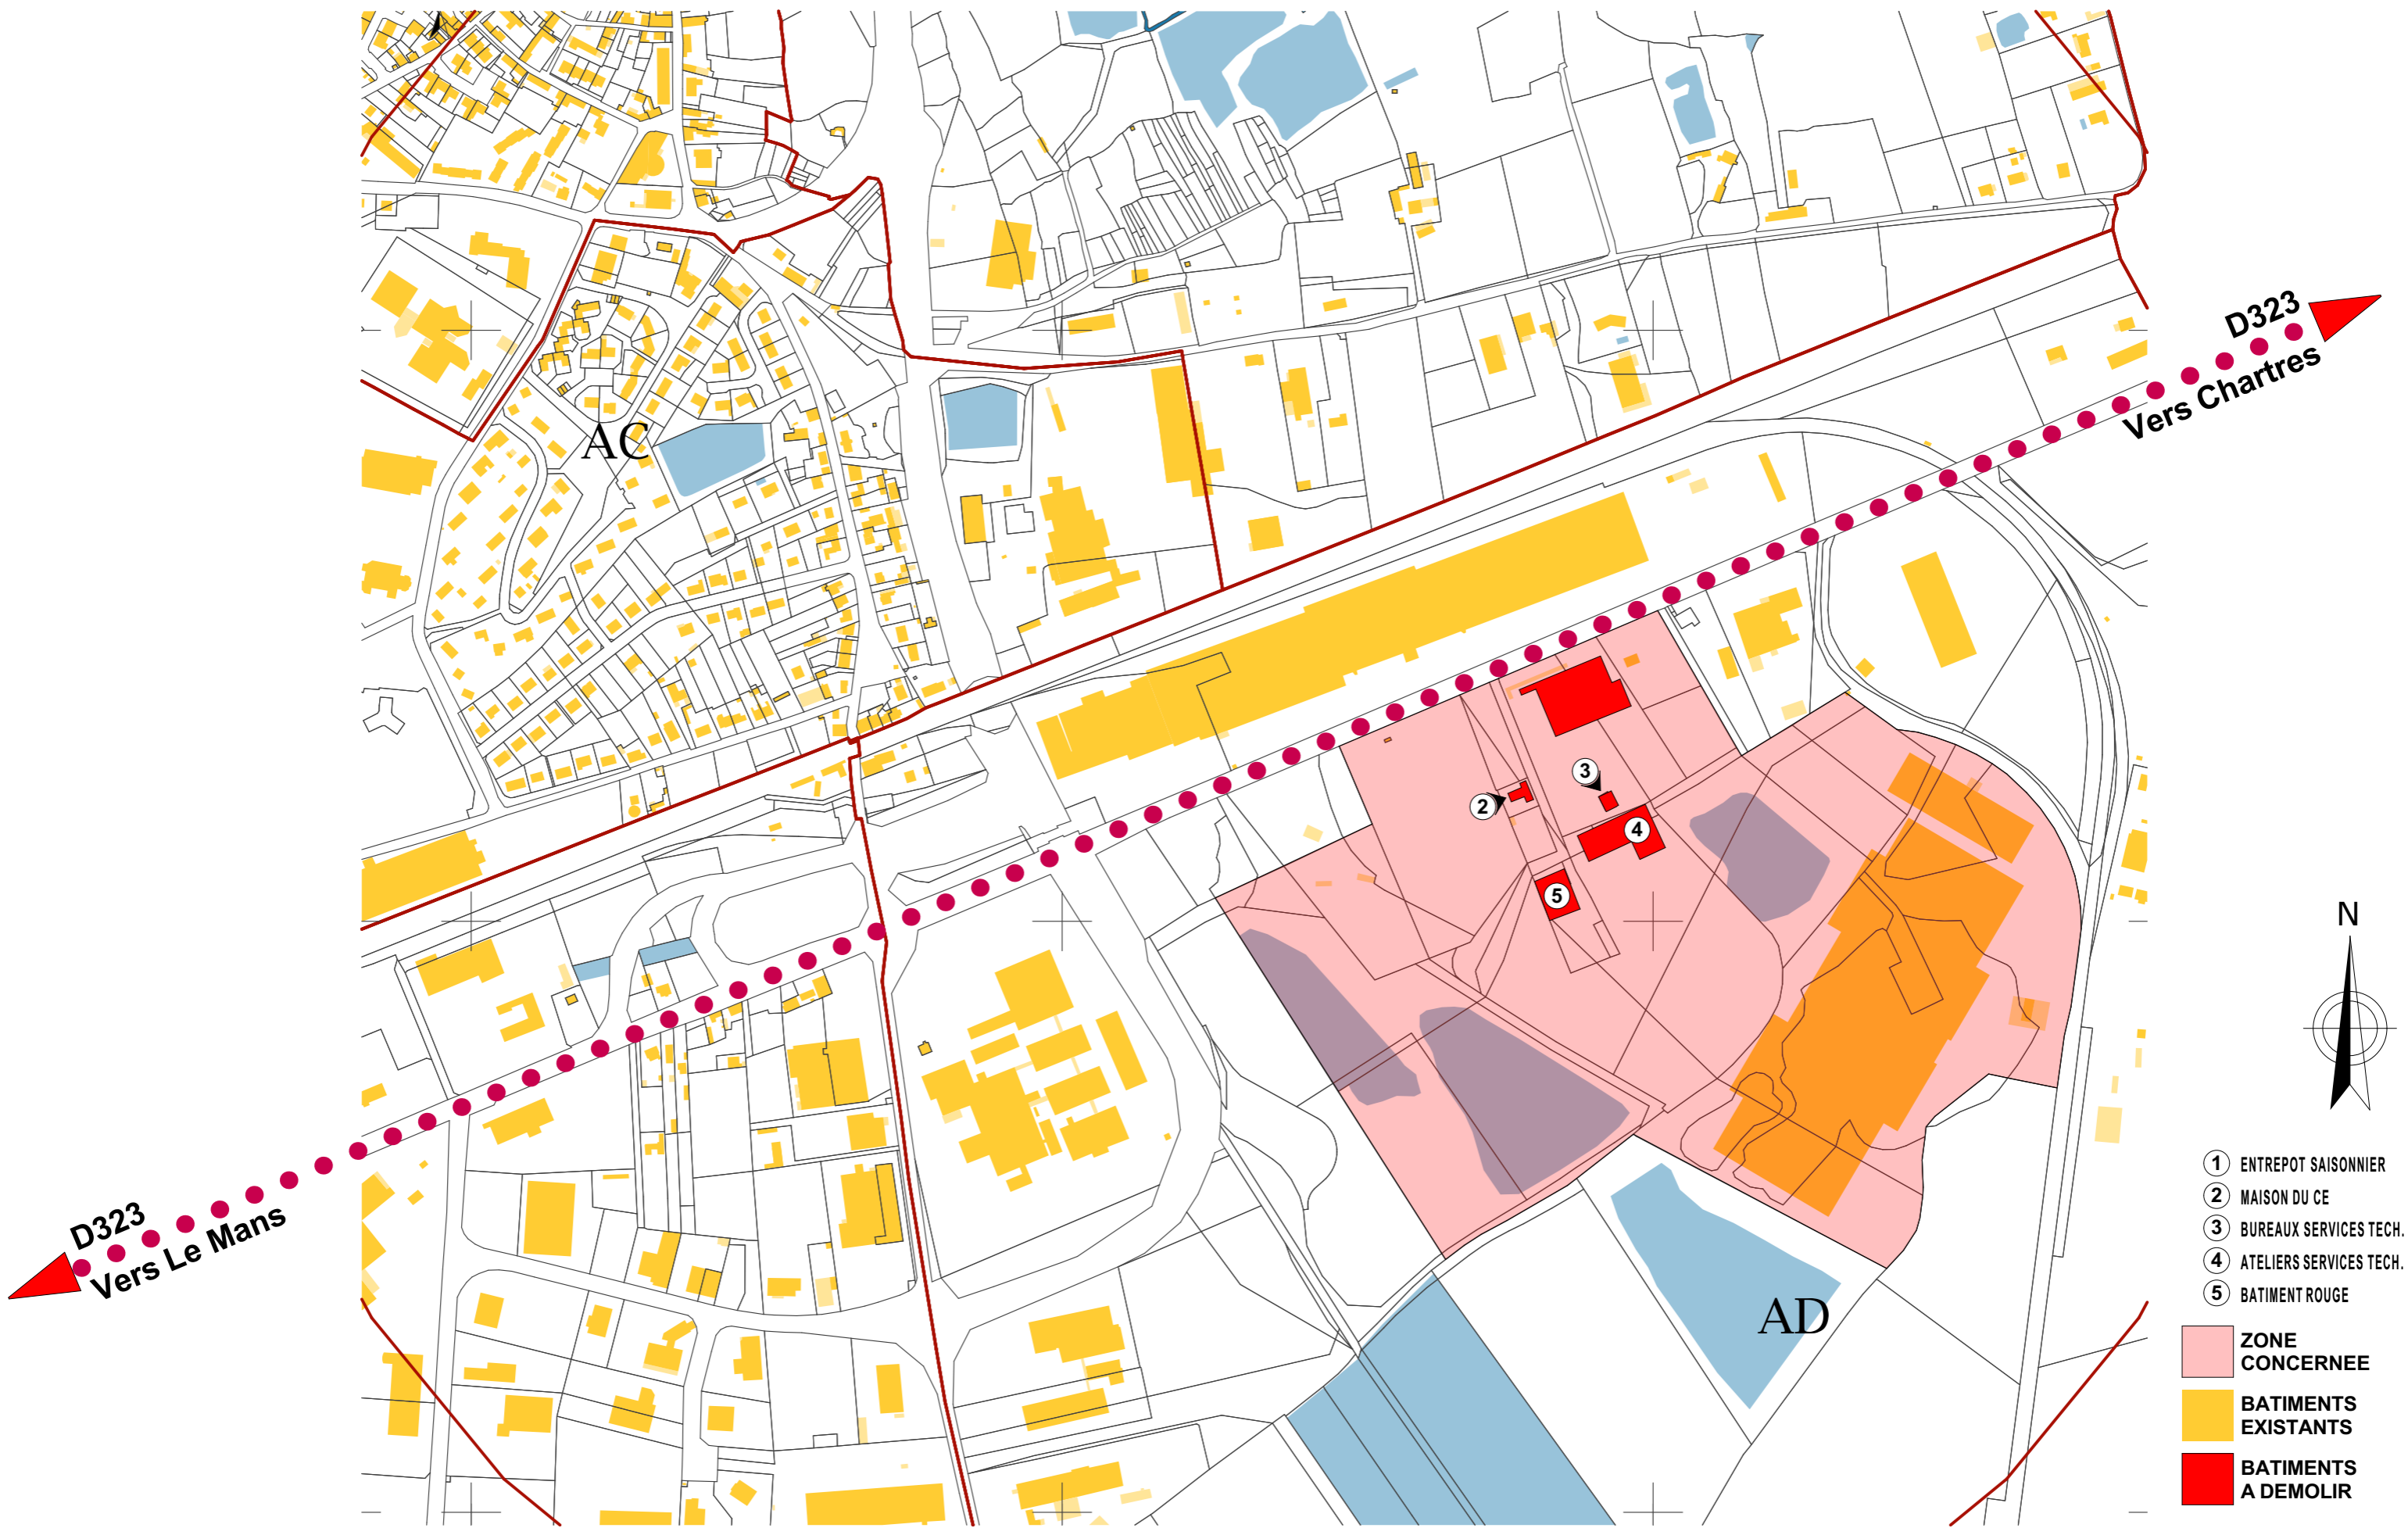 D323
Vers Chartres
AC
3
2
4
5
N
D323
Vers Le Mans
AD
1 ENTREPOT SAISONNIER
2 MAISON DU CE
3 BUREAUX SERVICES TECH.
4 ATELIERS SERVICES TECH.
5 BATIMENT ROUGE
ZONE
CONCERNEE
BATIMENTS
EXISTANTS
BATIMENTS
A DEMOLIR